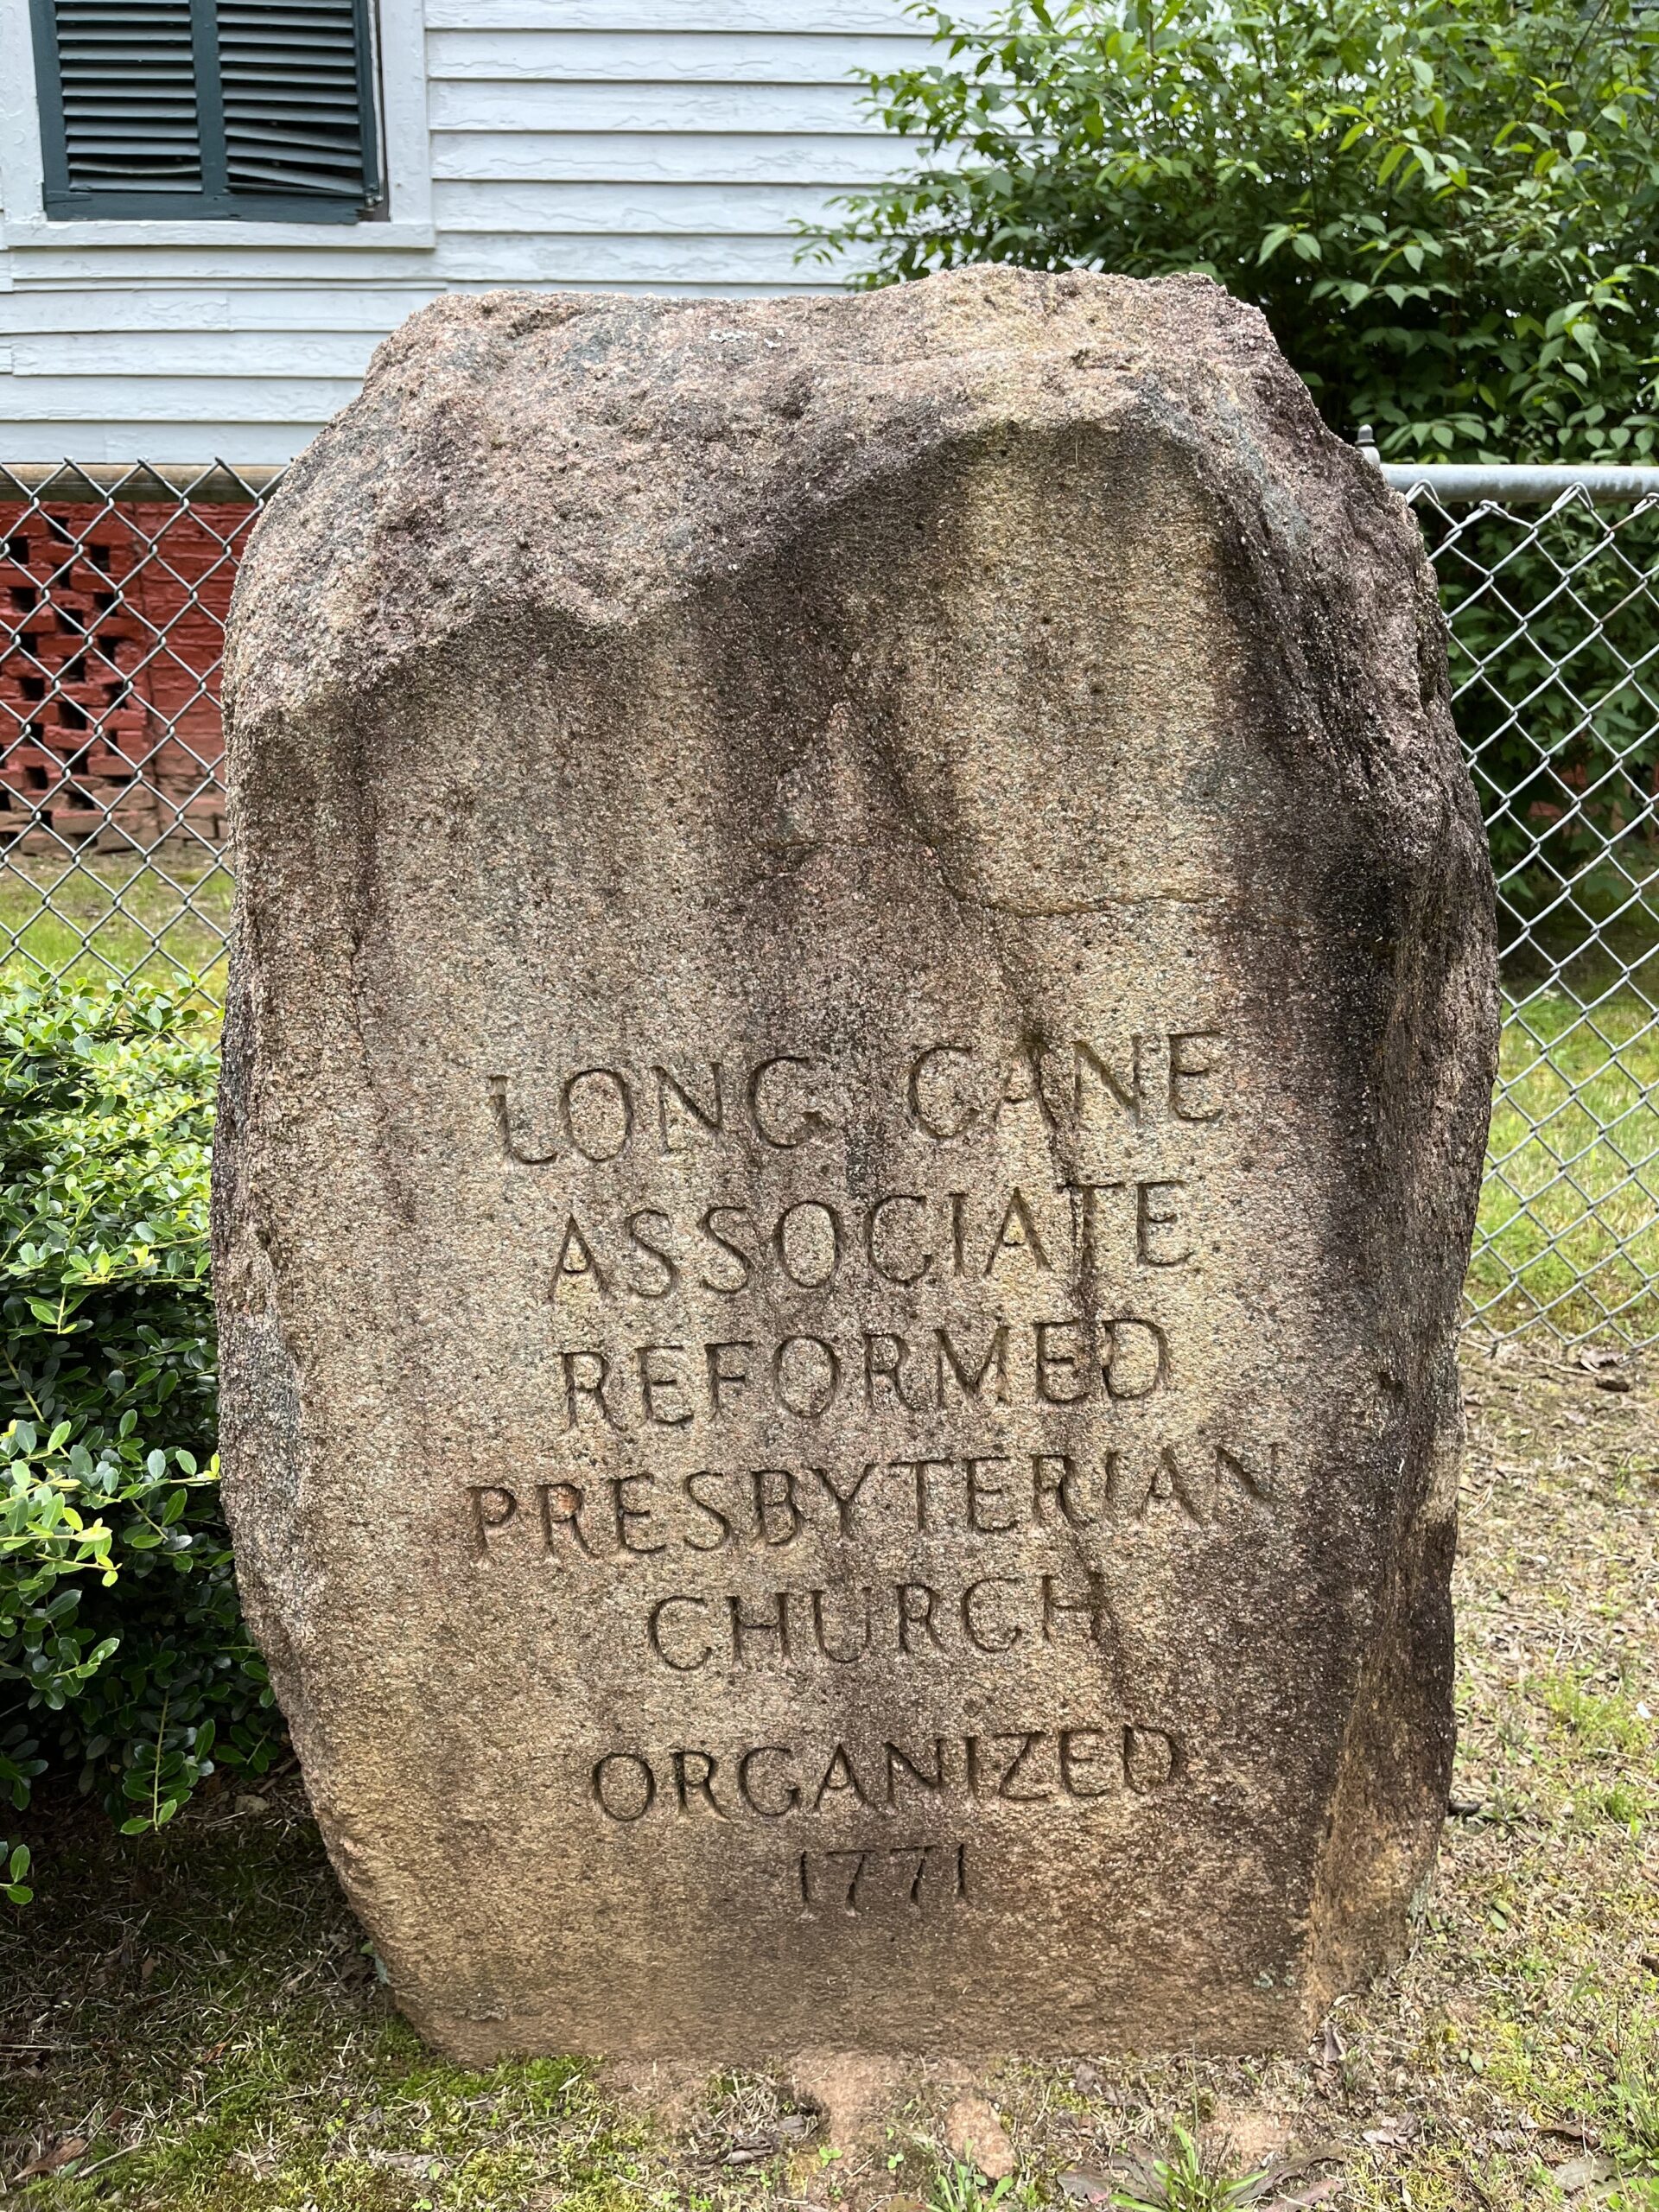 LONG CANE
ASSOCIATE
REFORMED
PRESBYTERIAN
CHURCH
ORGANIZED
1771